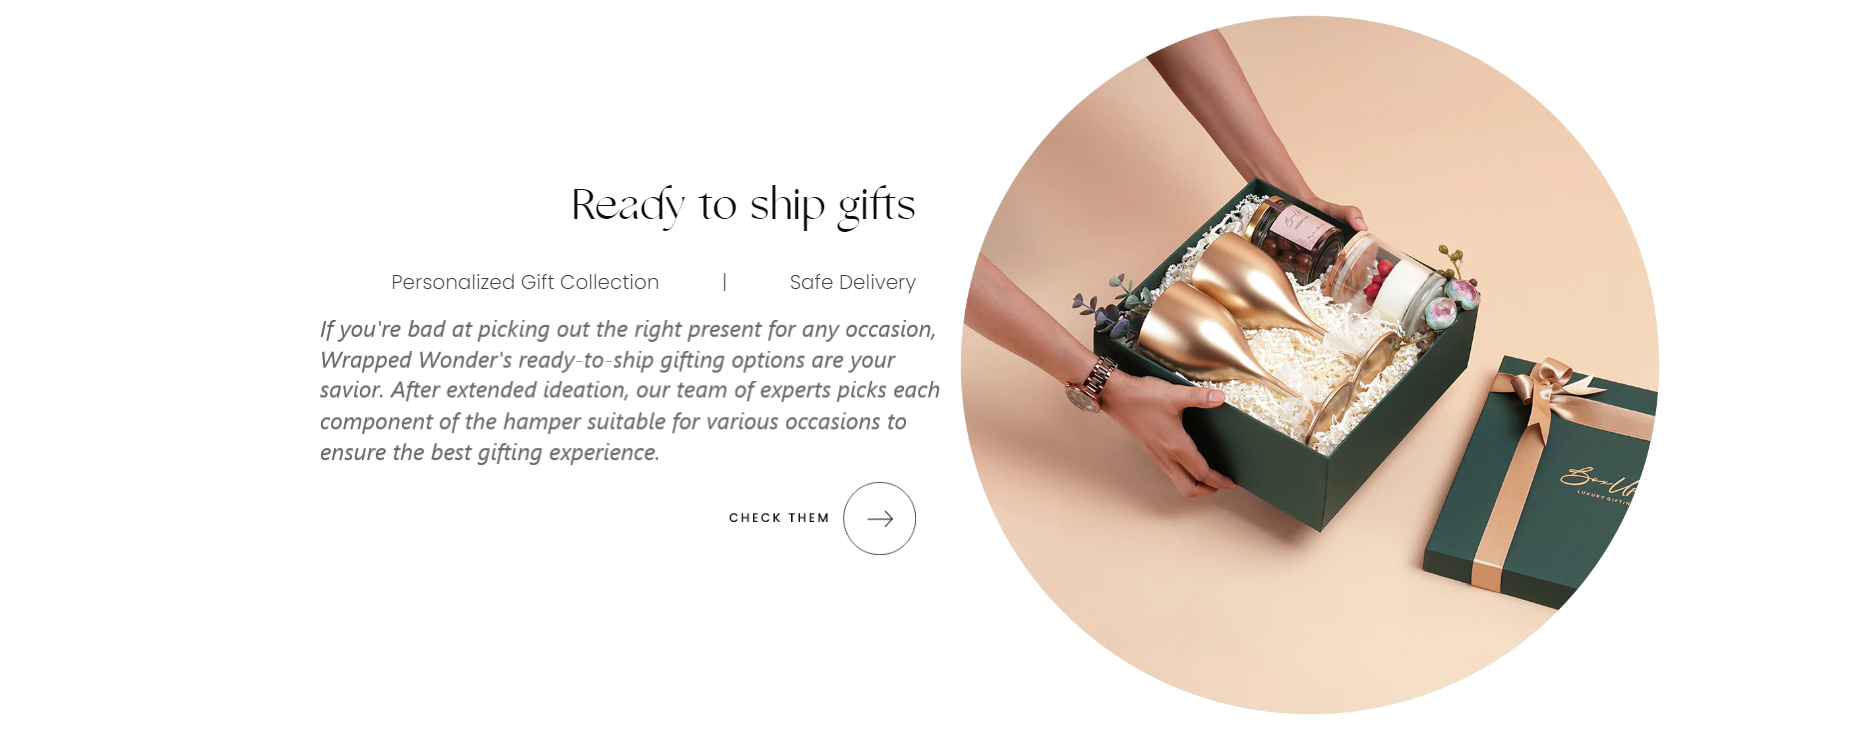 Ready to ship gifts
Personalized Gift Collection | Safe Delivery
If you're bad at picking out the right present for any occasion,
Wrapped Wonder's ready-to-ship gifting options are your
savior. After extended ideation, our team of experts picks each
component of the hamper suitable for various occasions to
ensure the best gifting experience.
CHECK THEM
LUXURY